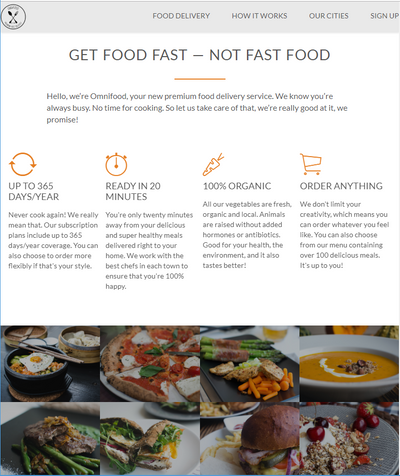 FOOD DELIVERY HOW IT WORKS OUR CITIES SIGN UP
GET FOOD FAST — NOT FAST FOOD
Hello, we're Omnifood, your new premium food delivery service. We know you're
always busy. No time for cooking. So let us take care of that, we're really good at it, we
promise!
UP TO 365
DAYS/YEAR
Never cook again! We really
mean that. Our subscription
plans include up to 365
days/year coverage. You can
also choose to order more
flexibly if that's your style.
READY IN 20
MINUTES
You're only twenty minutes
away from your delicious
and super healthy meals
delivered right to your
home. We work with the
best chefs in each town to
ensure that you're 100%
happy.
100% ORGANIC
All our vegetables are fresh,
organic and local. Animals
are raised without added
hormones or antibiotics.
Good for your health, the
environment, and it also
tastes better!
ORDER ANYTHING
We don't limit your
creativity, which means you
can order whatever you feel
like. You can also choose
from our menu containing
over 100 delicious meals.
It's up to you!